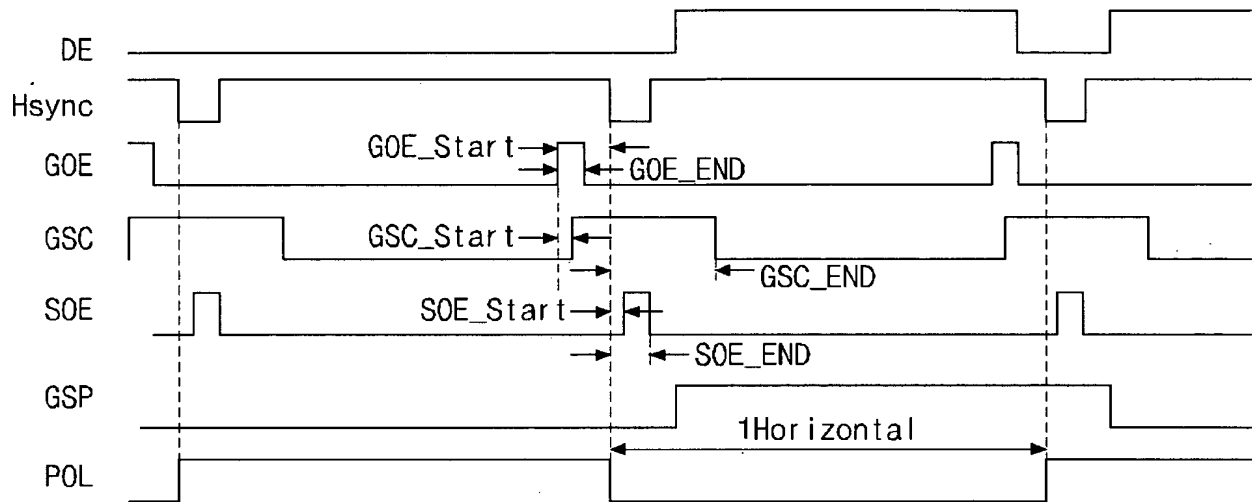 DE
Hsync
GOE
GOE_Start
GOE_END
GSC
GSC_Start
GSC_END
SOE
SOE_Start
SOE_END
GSP
1Horizontal
POL